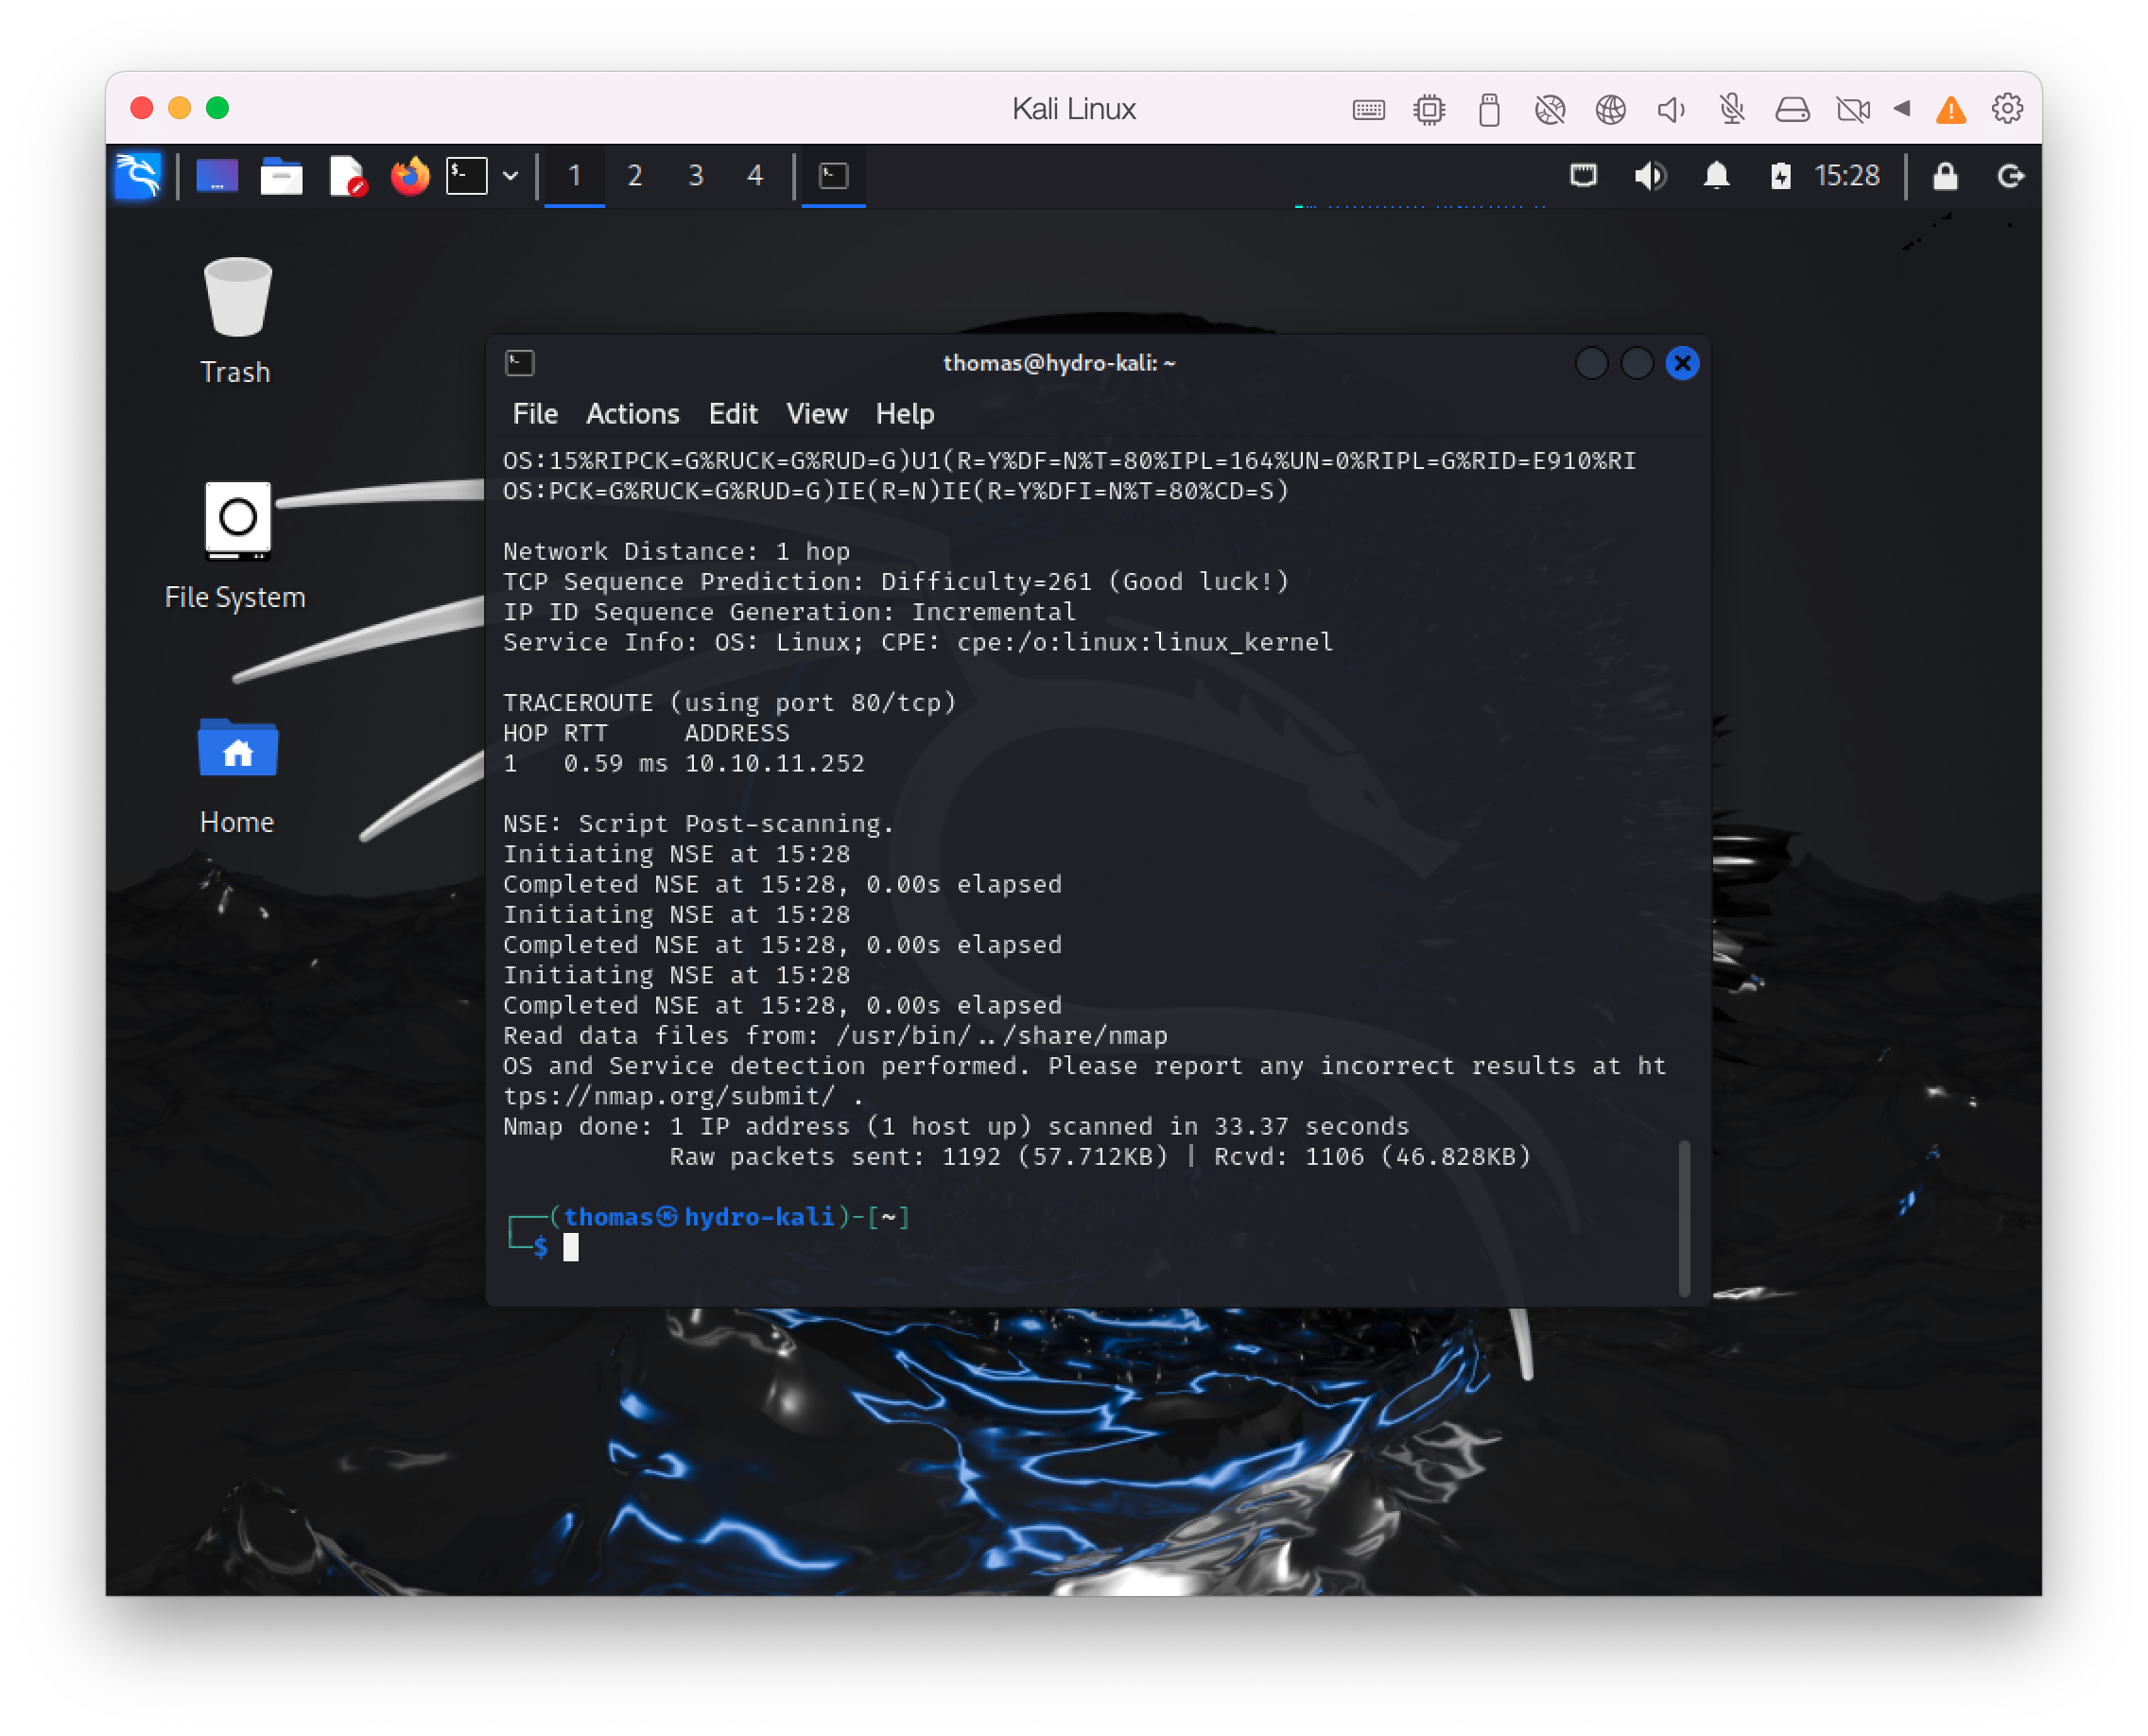 Kali Linux
1 2 3 4
15:28
Trash
File System
Home
thomas@hydro-kali: ~
File Actions Edit View Help
OS:15%RIPCK=G%RUCK=G%RUD=G)U1(R=Y%DF=N%T=80%IPL=164%UN=0%RIPL=G%RID=E910%RI
OS:PCK=G%RUCK=G%RUD=G)IE(R=N)IE(R=Y%DFI=N%T=80%CD=S)
Network Distance: 1 hop
TCP Sequence Prediction: Difficulty=261 (Good luck!)
IP ID Sequence Generation: Incremental
Service Info: OS: Linux; CPE: cpe:/o:linux:linux_kernel
TRACEROUTE (using port 80/tcp)
HOP RTT     ADDRESS
1   0.59 ms 10.10.11.252
NSE: Script Post-scanning.
Initiating NSE at 15:28
Completed NSE at 15:28, 0.00s elapsed
Initiating NSE at 15:28
Completed NSE at 15:28, 0.00s elapsed
Initiating NSE at 15:28
Completed NSE at 15:28, 0.00s elapsed
Read data files from: /usr/bin/../share/nmap
OS and Service detection performed. Please report any incorrect results at ht
tps://nmap.org/submit/ .
Nmap done: 1 IP address (1 host up) scanned in 33.37 seconds
           Raw packets sent: 1192 (57.712KB) | Rcvd: 1106 (46.828KB)
┌──(thomas㉿hydro-kali)-[~]
└─$